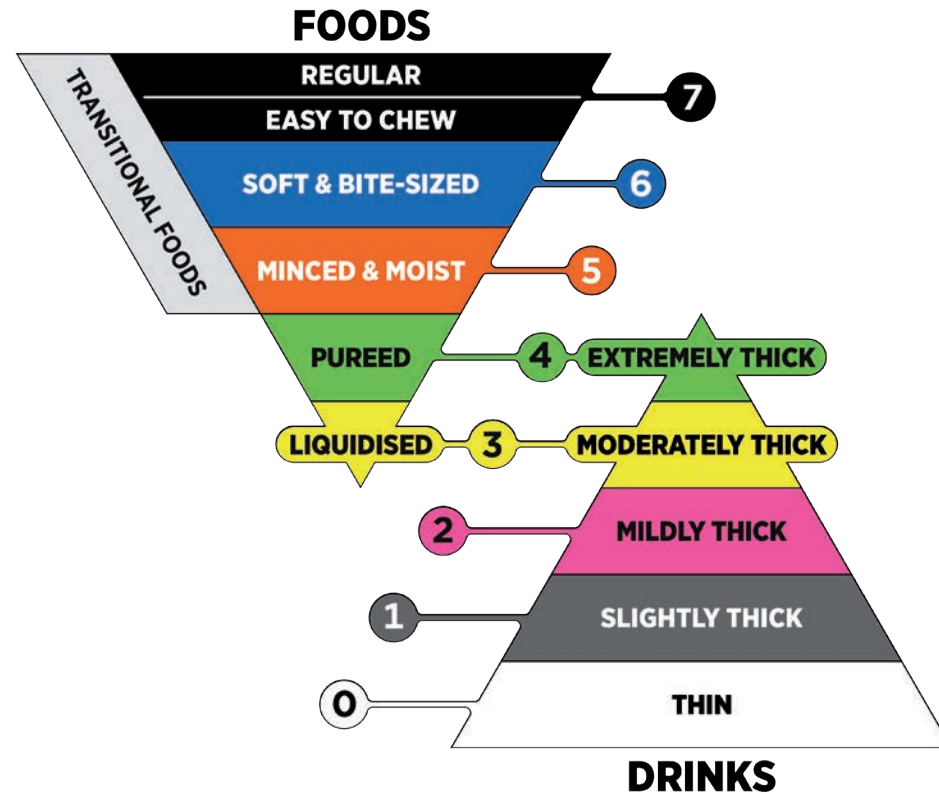 FOODS
REGULAR
EASY TO CHEW
7
TRANSITIONAL FOODS
SOFT & BITE-SIZED
6
MINCED & MOIST
5
PUREED
4
EXTREMELY THICK
LIQUIDISED
3
MODERATELY THICK
2
MILDLY THICK
1
SLIGHTLY THICK
0
THIN
DRINKS